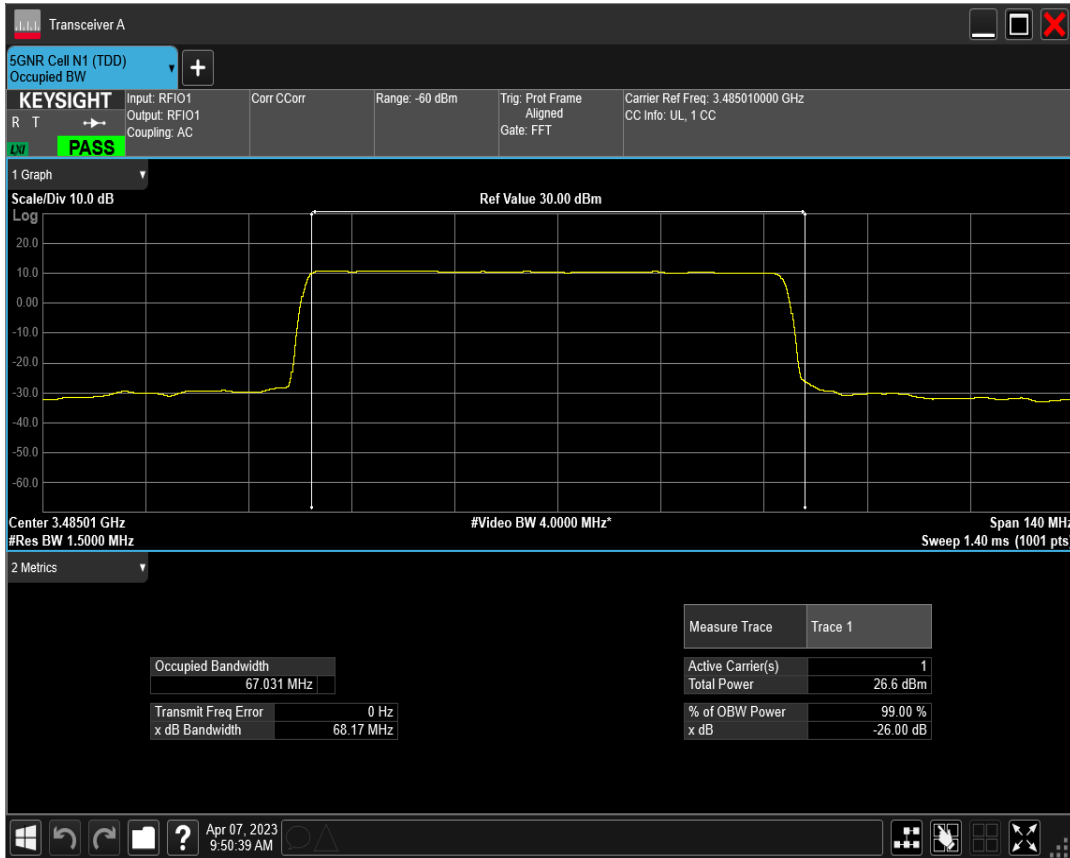 Transceiver A
5GNR Cell N1 (TDD)
Occupied BW
+
KEYSIGHT
R T
LXI
PASS
Input: RFIO1
Output: RFIO1
Coupling: AC
Corr CCorr
Range: -60 dBm
Trig: Prot Frame
Aligned
Gate: FFT
Carrier Ref Freq: 3.485010000 GHz
CC Info: UL, 1 CC
1 Graph
Scale/Div 10.0 dB
Ref Value 30.00 dBm
Log
20.0
10.0
0.00
-10.0
-20.0
-30.0
-40.0
-50.0
-60.0
Center 3.48501 GHz
#Video BW 4.0000 MHz*
Span 140 MHz
#Res BW 1.5000 MHz
Sweep 1.40 ms (1001 pts)
2 Metrics
Measure Trace Trace 1
Occupied Bandwidth
67.031 MHz
Active Carrier(s) 1
Total Power 26.6 dBm
Transmit Freq Error 0 Hz
x dB Bandwidth 68.17 MHz
% of OBW Power 99.00 %
x dB -26.00 dB
?
Apr 07, 2023
9:50:39 AM